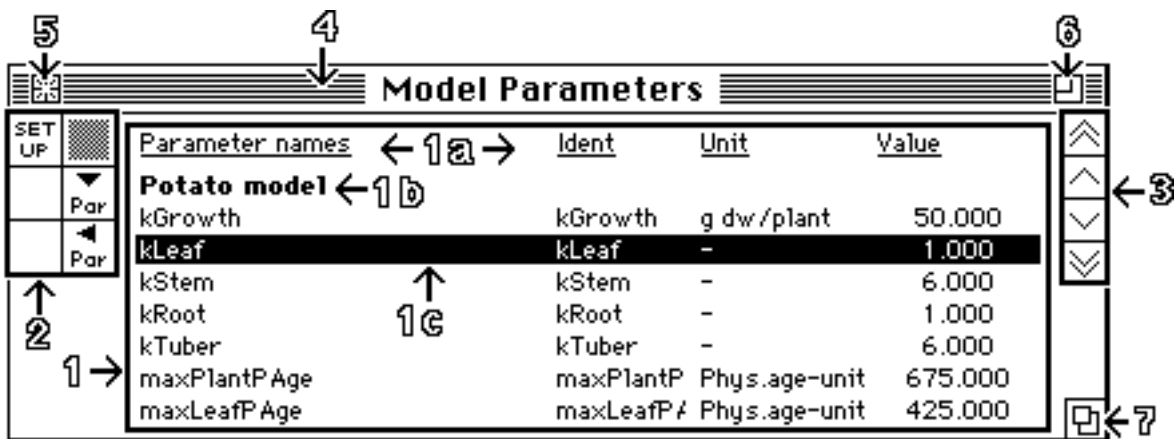 5 4 6
Model Parameters
SET UP
Par
Par
Parameter names ← 1a → Ident Unit Value
Potato model ← 1b
kGrowth kGrowth g dw/plant 50.000
kLeaf kLeaf - 1.000
kStem kStem - 6.000
kRoot 1c kRoot - 1.000
kTuber kTuber - 6.000
maxPlantPAge maxPlantP Phys.age-unit 675.000
maxLeafPAge maxLeafPA Phys.age-unit 425.000
2
1
3
7